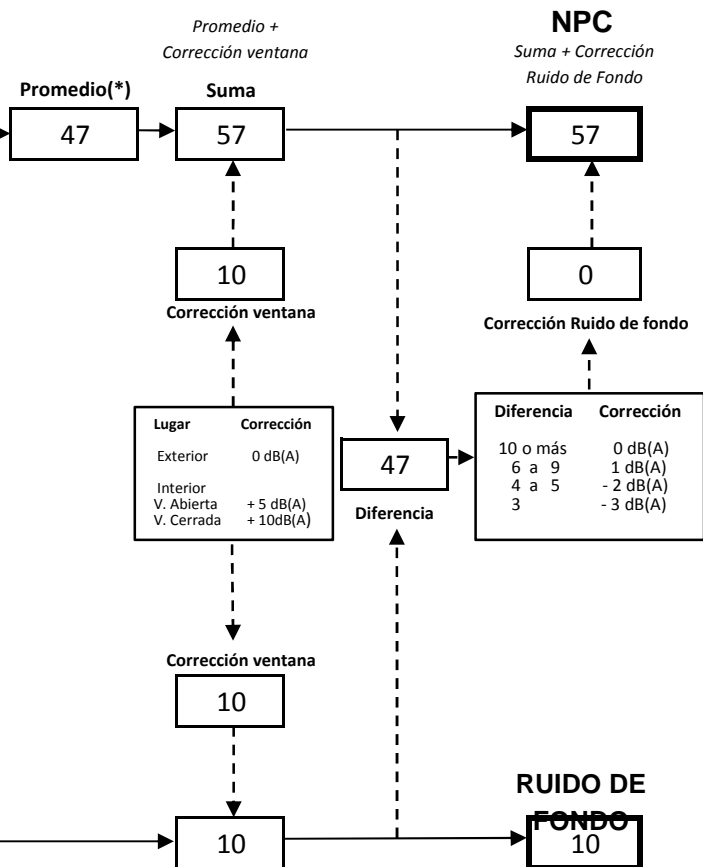 Promedio +
Corrección ventana
NPC
Suma + Corrección
Ruido de Fondo
Promedio(*)
Suma
47
57
57
10
0
Corrección ventana
Corrección Ruido de fondo
Lugar Corrección
Exterior 0 dB(A)
Interior
V. Abierta + 5 dB(A)
V. Cerrada + 10dB(A)
47
Diferencia
Diferencia Corrección
10 o más 0 dB(A)
6 a 9 1 dB(A)
4 a 5 - 2 dB(A)
3 - 3 dB(A)
Corrección ventana
10
RUIDO DE
FONDO
10
10